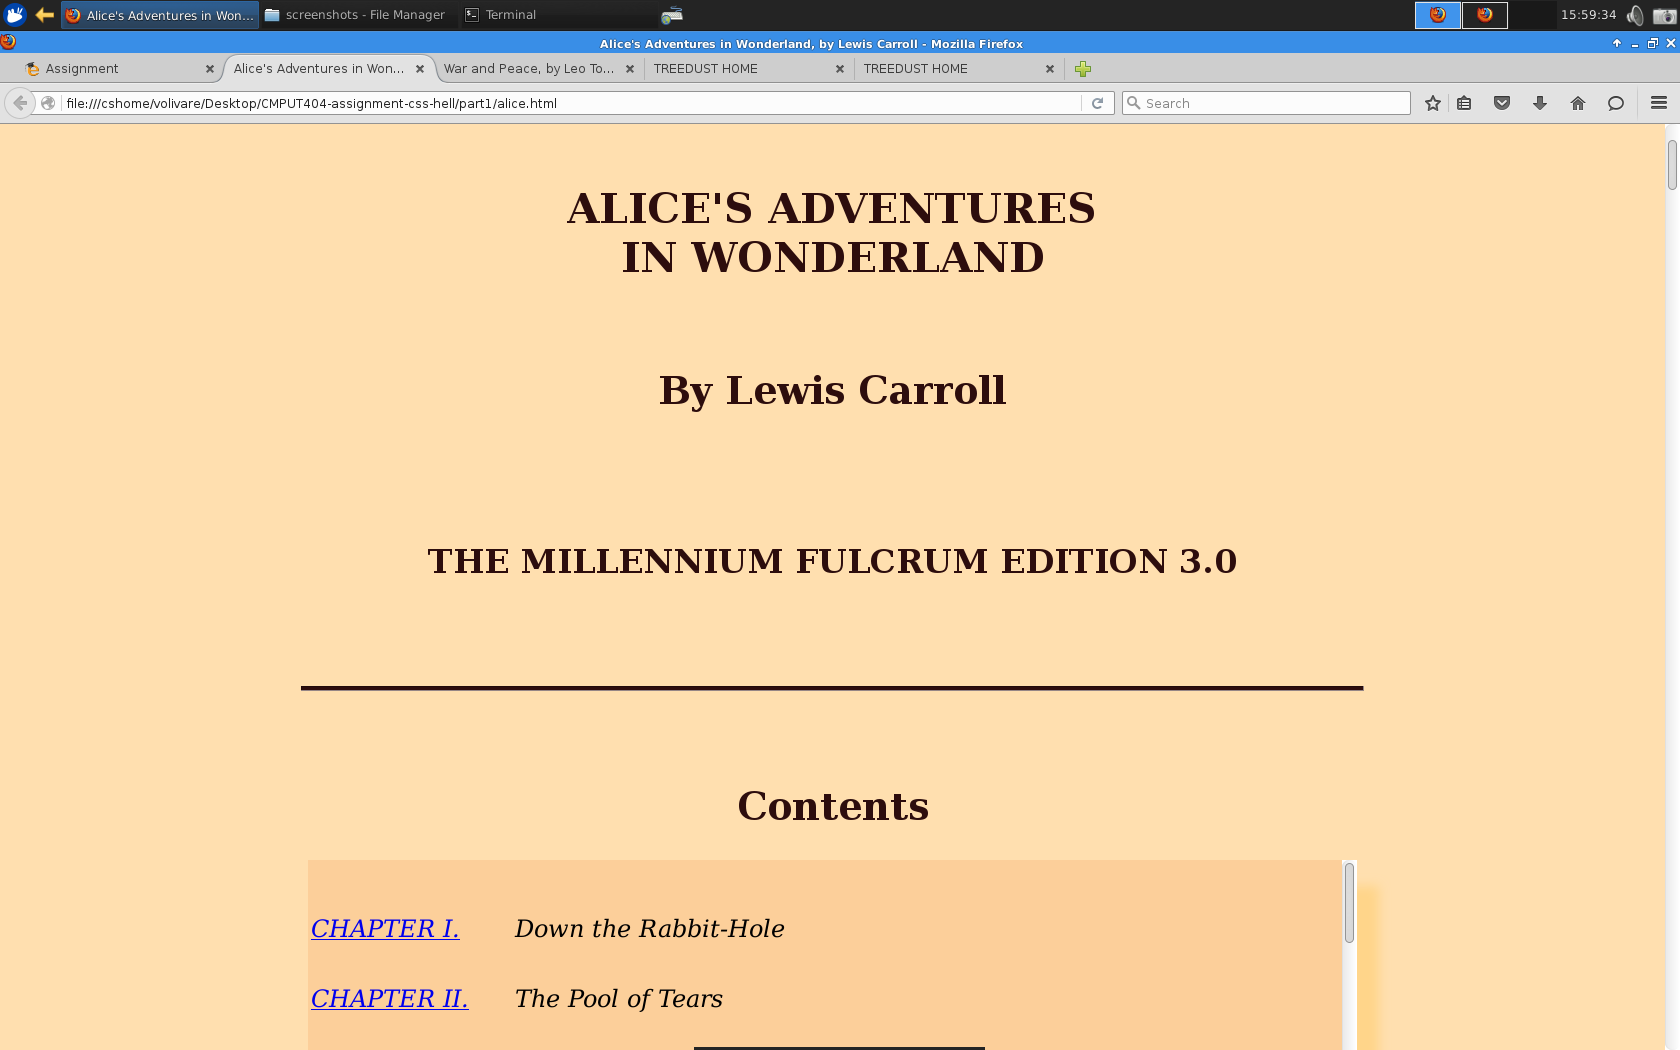 Alice's Adventures in Won...
screenshots - File Manager
Terminal
15:59:34
Alice's Adventures in Wonderland, by Lewis Carroll - Mozilla Firefox
Assignment
Alice's Adventures in Won...
War and Peace, by Leo To...
TREEDUST HOME
TREEDUST HOME
file:///cshome/volivare/Desktop/CMPUT404-assignment-css-hell/part1/alice.html
Search
ALICE'S ADVENTURES
IN WONDERLAND
By Lewis Carroll
THE MILLENNIUM FULCRUM EDITION 3.0
Contents
CHAPTER I. Down the Rabbit-Hole
CHAPTER II. The Pool of Tears